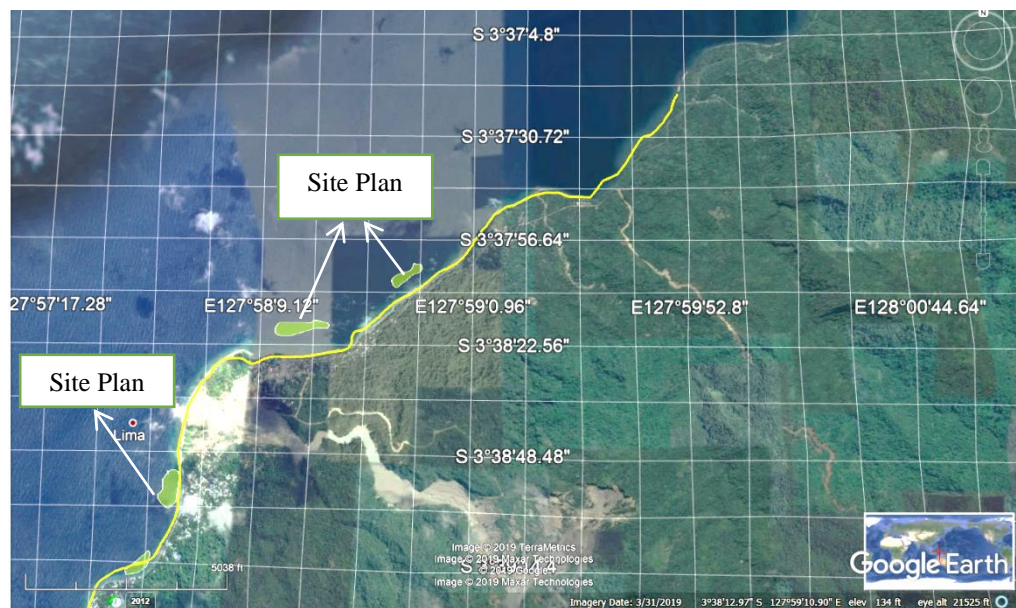 N
S 3°37'4.8"
S 3°37'30.72"
Site Plan
S 3°37'56.64"
27°57'17.28"
E127°58'9.12"
E127°59'0.96"
E127°59'52.8"
E128°00'44.64"
S 3°38'22.56"
Site Plan
Lima
S 3°38'48.48"
Image © 2019 TerraMetrics
Image © 2019 Maxar Technologies
© 2019 Google
Image © 2019 Maxar Technologies
Google Earth
5038 ft
2012
Imagery Date: 3/31/2019 3°38'12.97" S 127°59'10.90" E elev 134 ft eye alt 21525 ft